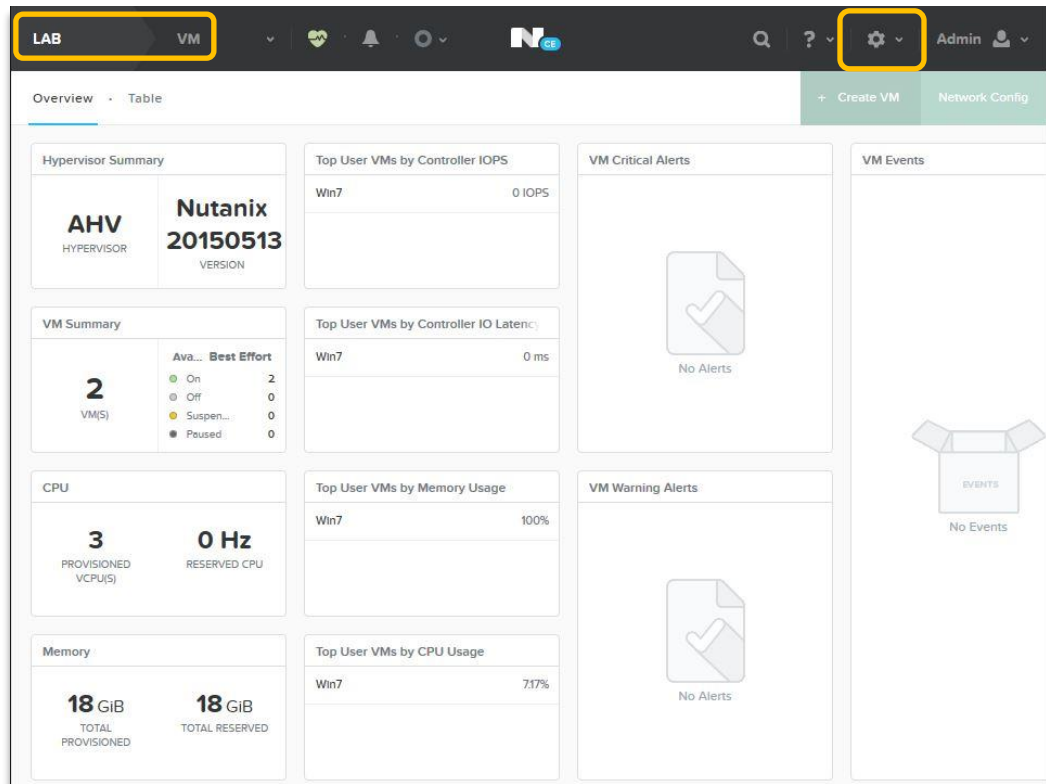 LAB VM
N CE
? Admin
Overview · Table
+ Create VM Network Config
Hypervisor Summary
AHV
HYPERVISOR
Nutanix
20150513
VERSION
Top User VMs by Controller IOPS
Win7 0 IOPS
VM Critical Alerts
No Alerts
VM Events
EVENTS
No Events
VM Summary
2
VM(S)
Ava... Best Effort
On 2
Off 0
Suspen... 0
Paused 0
Top User VMs by Controller IO Latency
Win7 0 ms
CPU
3
PROVISIONED
VCPU(S)
0 Hz
RESERVED CPU
Top User VMs by Memory Usage
Win7 100%
VM Warning Alerts
No Alerts
Memory
18 GiB
TOTAL
PROVISIONED
18 GiB
TOTAL RESERVED
Top User VMs by CPU Usage
Win7 7.17%